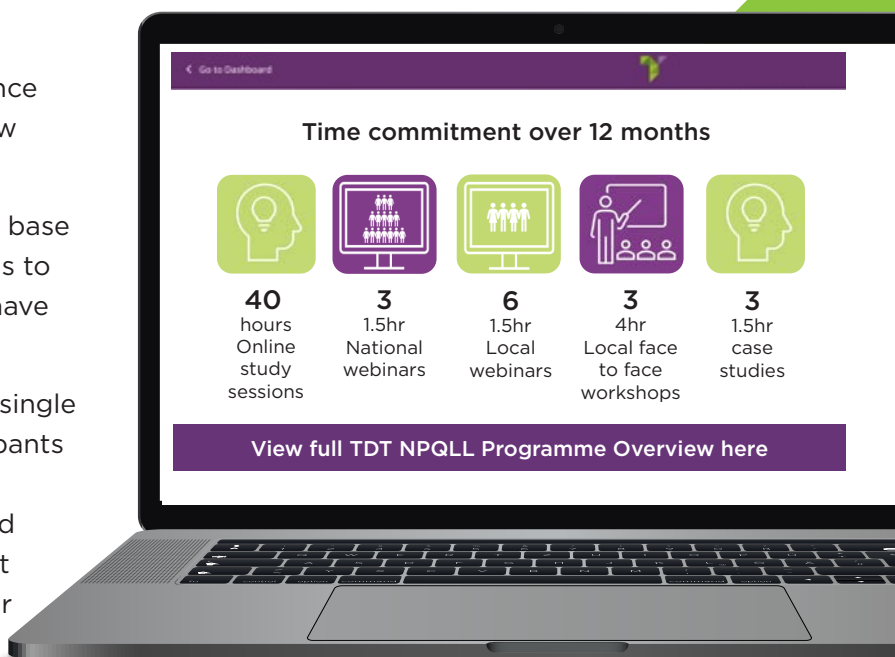 nce
w
base
s to
have
single
pants
d
t
r
Go to Dashboard
Time commitment over 12 months
40
hours
Online
study
sessions
3
1.5hr
National
webinars
6
1.5hr
Local
webinars
3
4hr
Local face
to face
workshops
3
1.5hr
case
studies
View full TDT NPQLL Programme Overview here